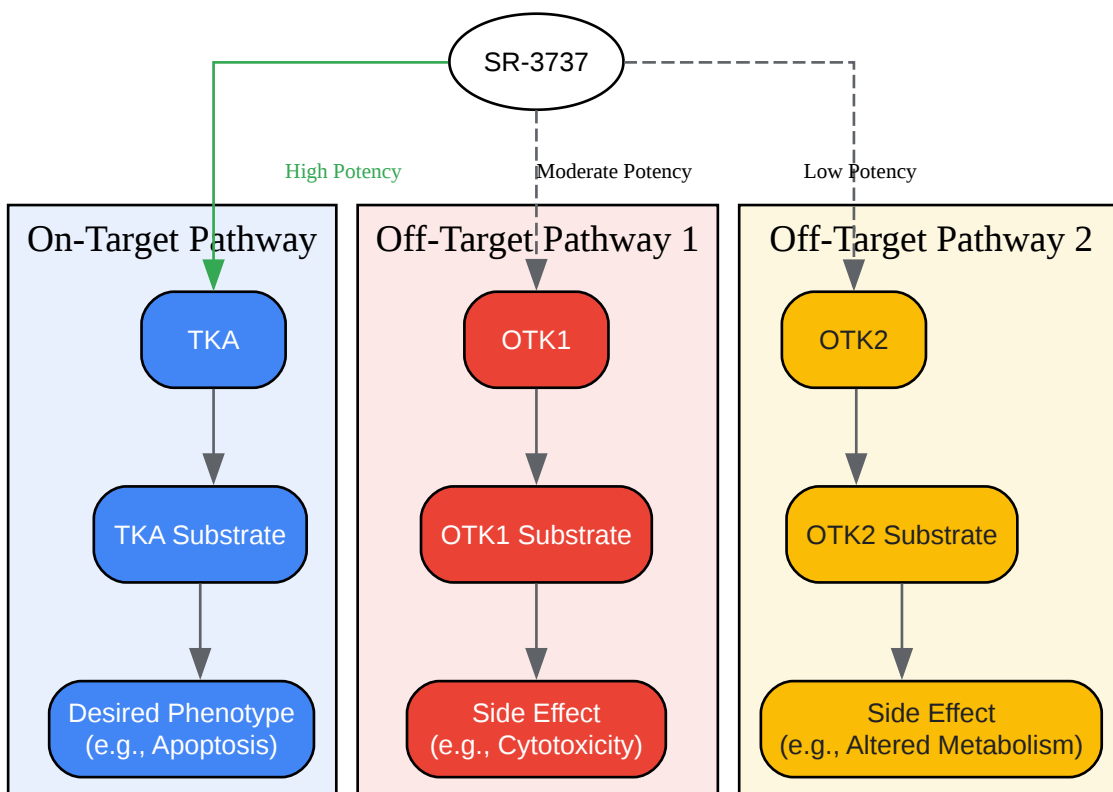 SR-3737
High Potency
Moderate Potency
Low Potency
On-Target Pathway
Off-Target Pathway 1
Off-Target Pathway 2
TKA
OTK1
OTK2
TKA Substrate
OTK1 Substrate
OTK2 Substrate
Desired Phenotype
(e.g., Apoptosis)
Side Effect
(e.g., Cytotoxicity)
Side Effect
(e.g., Altered Metabolism)